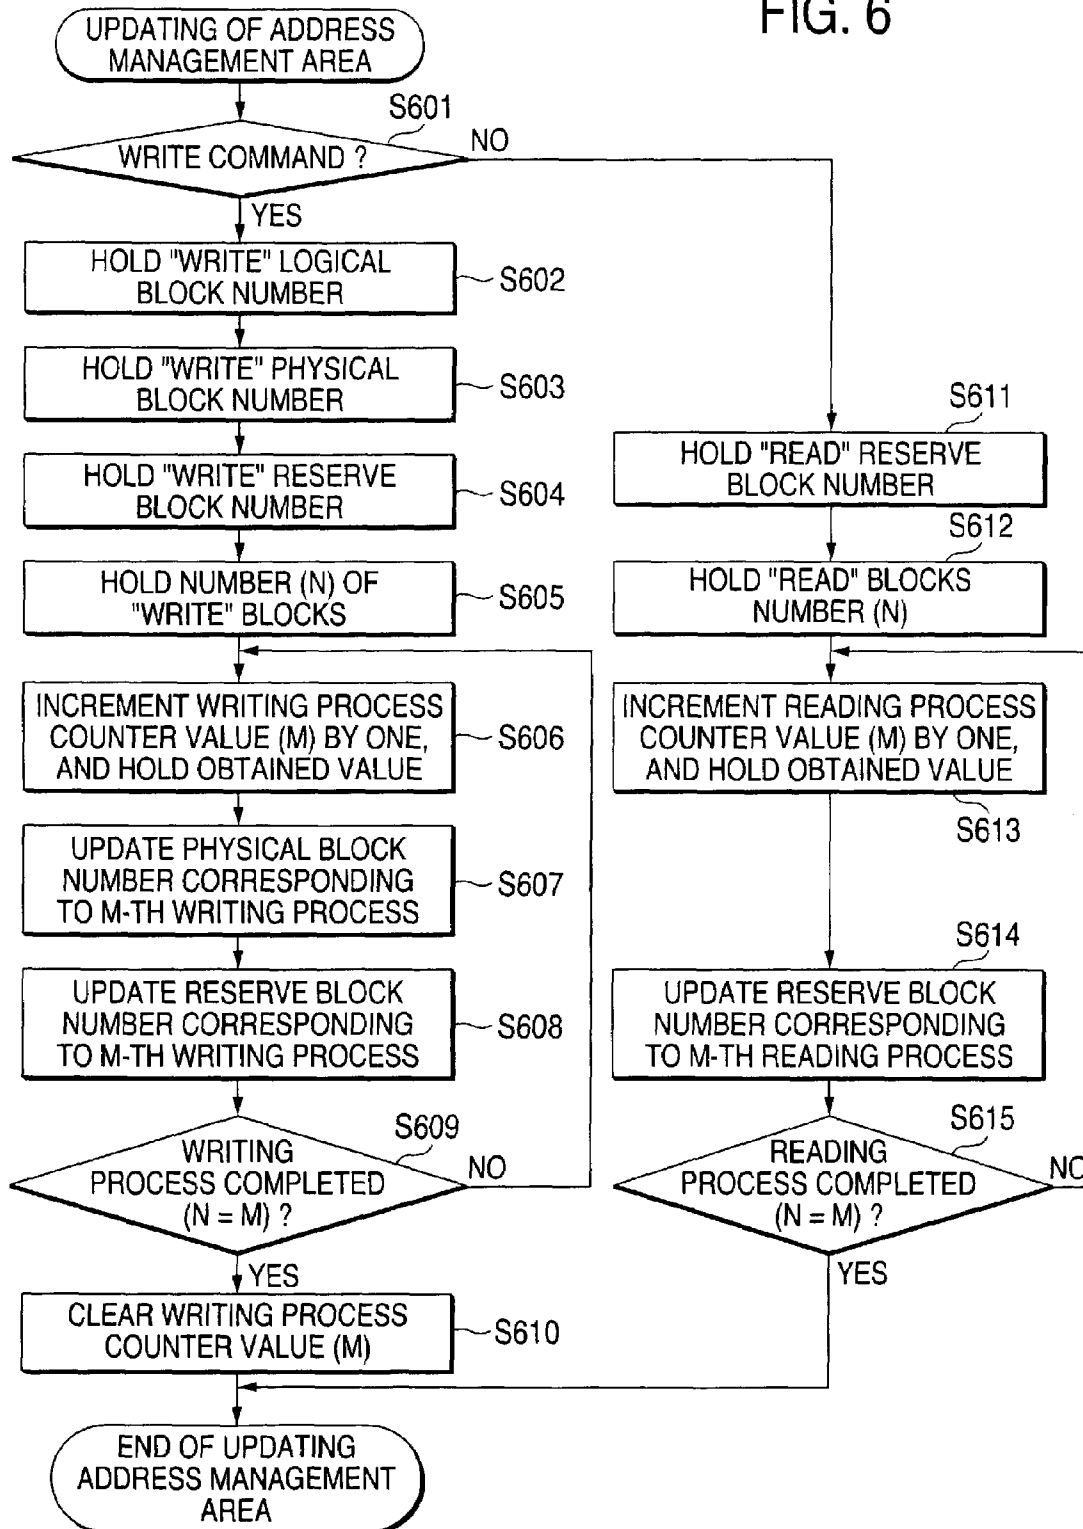 FIG. 6
UPDATING OF ADDRESS
MANAGEMENT AREA
S601
WRITE COMMAND ?
NO
YES
HOLD "WRITE" LOGICAL
BLOCK NUMBER
S602
HOLD "WRITE" PHYSICAL
BLOCK NUMBER
S603
HOLD "WRITE" RESERVE
BLOCK NUMBER
S604
HOLD NUMBER (N) OF
"WRITE" BLOCKS
S605
INCREMENT WRITING PROCESS
COUNTER VALUE (M) BY ONE,
AND HOLD OBTAINED VALUE
S606
UPDATE PHYSICAL BLOCK
NUMBER CORRESPONDING
TO M-TH WRITING PROCESS
S607
UPDATE RESERVE BLOCK
NUMBER CORRESPONDING
TO M-TH WRITING PROCESS
S608
S609
WRITING
PROCESS COMPLETED
(N = M) ?
NO
YES
CLEAR WRITING PROCESS
COUNTER VALUE (M)
S610
S611
HOLD "READ" RESERVE
BLOCK NUMBER
S612
HOLD "READ" BLOCKS
NUMBER (N)
INCREMENT READING PROCESS
COUNTER VALUE (M) BY ONE,
AND HOLD OBTAINED VALUE
S613
S614
UPDATE RESERVE BLOCK
NUMBER CORRESPONDING
TO M-TH READING PROCESS
S615
READING
PROCESS COMPLETED
(N = M) ?
NO
YES
END OF UPDATING
ADDRESS MANAGEMENT
AREA